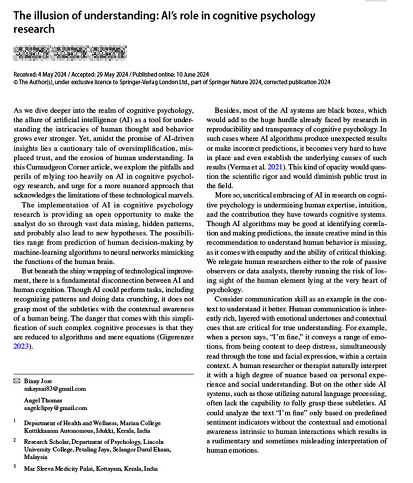 The illusion of understanding: AI's role in cognitive psychology
research
Received: 4 May 2024 / Accepted: 29 May 2024 / Published online: 10 June 2024
© The Author(s), under exclusive licence to Springer-Verlag London Ltd., part of Springer Nature 2024, corrected publication 2024
As we dive deeper into the realm of cognitive psychology,
the allure of artificial intelligence (AI) as a tool for under-
standing the intricacies of human thought and behavior
grows ever stronger. Yet, amidst the promise of AI-driven
insights lies a cautionary tale of oversimplification, mis-
placed trust, and the erosion of human understanding. In
this Curmudgeon Corner article, we explore the pitfalls
and perils of relying too heavily on AI in cognitive psychol-
ogy research, and urge for a more nuanced approach that
acknowledges the limitations of these technological marvels.
The implementation of AI in cognitive psychology
research is providing an open opportunity to make the
analyst do so through vast data mining, hidden patterns,
and probably also lead to new hypotheses. The possibili-
ties range from prediction of human decision-making by
machine-learning algorithms to neural networks mimicking
the functions of the human brain.
But beneath the shiny wrapping of technological improve-
ment, there is a fundamental disconnection between AI and
human cognition. Though AI could perform tasks, including
recognizing patterns and doing data crunching, it does not
grasp most of the subtleties with the contextual awareness
of a human being. The danger that comes with this simplifi-
cation of such complex cognitive processes is that they
are reduced to algorithms and mere equations (Gigerenzer
2023).
Binny Jose
mkayani83@gmail.com
Angel Thomas
angelclipsy@gmail.com
1 Department of Health and Wellness, Marian College
Kuttikkanam Autonomous, Idukki, Kerala, India
2 Research Scholar, Department of Psychology, Lincoln
University College, Petaling Jaya, Selangor Darul Ehsan,
Malaysia
3 Mar Sleeva Medicity Palai, Kottayam, Kerala, India
Besides, most of the AI systems are black boxes, which
would add to the huge hurdle already faced by research in
reproducibility and transparency of cognitive psychology. In
such cases where AI algorithms produce unexpected results
or make incorrect predictions, it becomes very hard to have
in place and even establish the underlying causes of such
results (Verma et al. 2021). This kind of opacity would ques-
tion the scientific rigor and would diminish public trust in
the field.
More so, uncritical embracing of AI in research on cogni-
tive psychology is undermining human expertise, intuition,
and the contribution they have towards cognitive systems.
Though AI algorithms may be good at identifying correla-
tion and making predictions, the innate creative mind in this
recommendation to understand human behavior is missing,
as it comes with empathy and the ability of critical thinking.
We relegate human researchers either to the role of passive
observers or data analysts, thereby running the risk of los-
ing sight of the human element lying at the very heart of
psychology.
Consider communication skill as an example in the con-
text to understand it better. Human communication is inher-
ently rich, layered with emotional undertones and contextual
cues that are critical for true understanding. For example,
when a person says, "I'm fine," it conveys a range of emo-
tions, from being content to deep distress, simultaneously
read through the tone and facial expression, within a certain
context. A human researcher or therapist naturally interpret
it with a high degree of nuance based on personal expe-
rience and social understanding. But on the other side AI
systems, such as those utilizing natural language processing,
often lack the capability to fully grasp these subtleties. AI
could analyze the text "I'm fine" only based on predefined
sentiment indicators without the contextual and emotional
awareness intrinsic to human interactions which results in
a rudimentary and sometimes misleading interpretation of
human emotions.